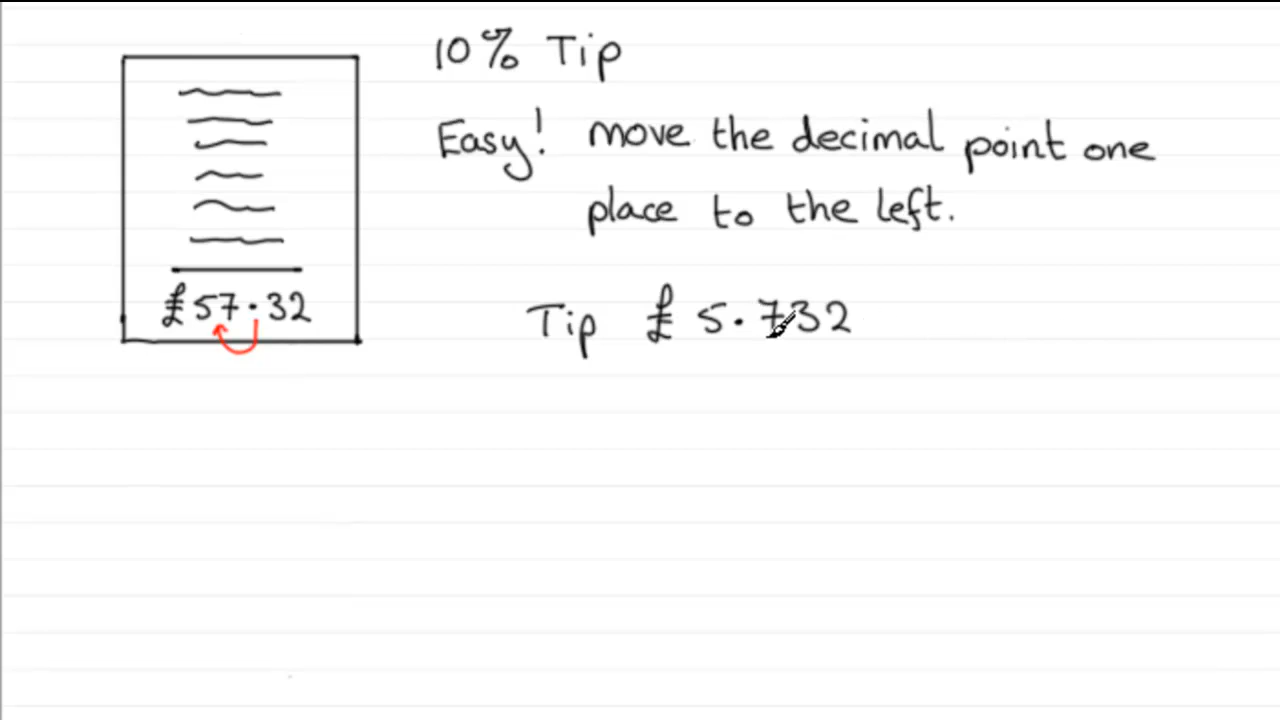 10% Tip
Easy! move the decimal point one
place to the left.
£57.32
Tip £ 5.732